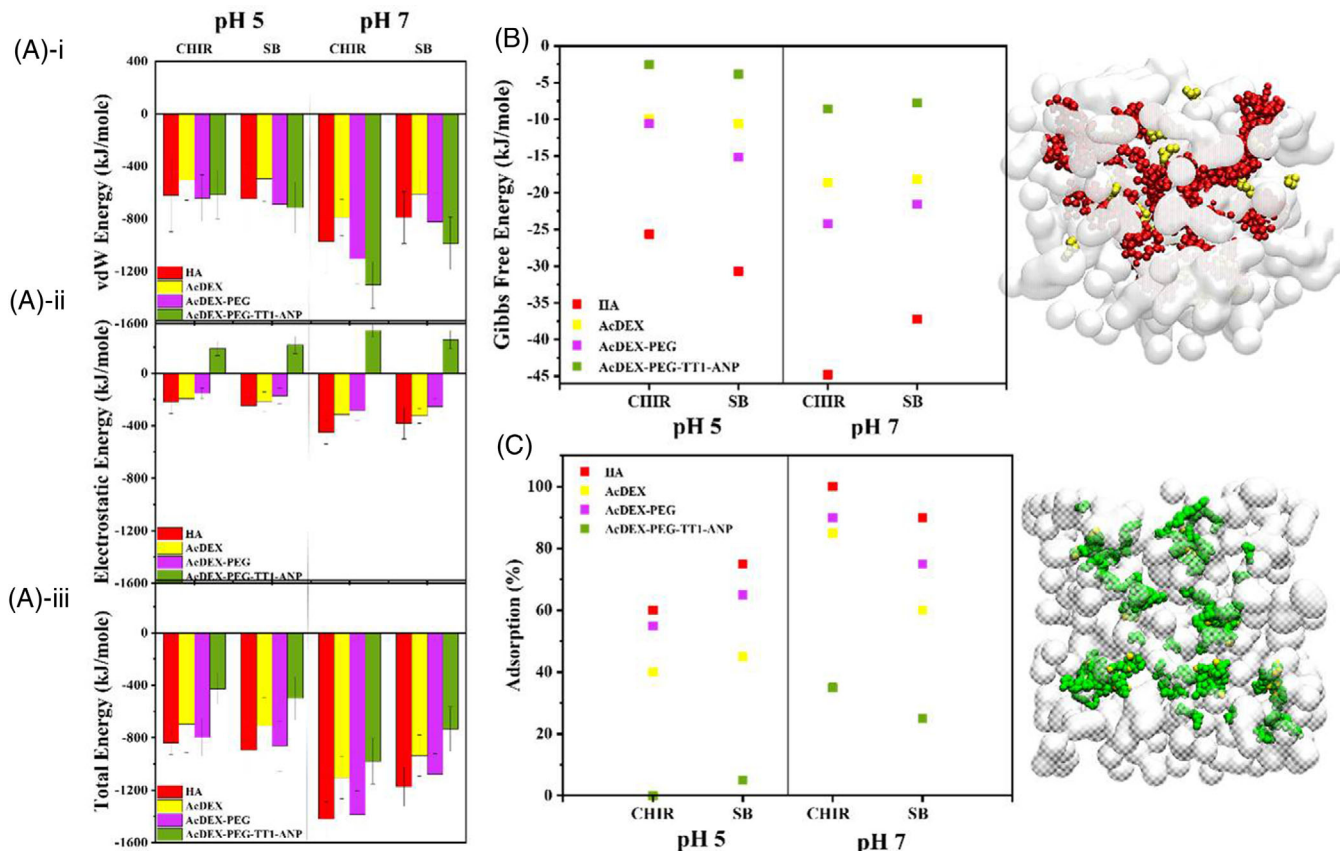 pH 5 pH 7
(A)-i
CHIR SB CHIR SB
400
0
-400
-800
-1200
vdW Energy (kJ/mole)
HA
AcDEX
AcDEX-PEG
AcDEX-PEG-TT1-ANP
(A)-ii
-1600
0
-400
-800
-1200
-1600
Electrostatic Energy (kJ/mole)
HA
AcDEX
AcDEX-PEG
AcDEX-PEG-TT1-ANP
(A)-iii
0
-400
-800
-1200
-1600
Total Energy (kJ/mole)
HA
AcDEX
AcDEX-PEG
AcDEX-PEG-TT1-ANP
(B)
0
-5
-10
-15
-20
-25
-30
-35
-40
-45
Gibbs Free Energy (kJ/mole)
HA
AcDEX
AcDEX-PEG
AcDEX-PEG-TT1-ANP
CHIR SB CHIR SB
pH 5 pH 7
(C)
HA
AcDEX
AcDEX-PEG
AcDEX-PEG-TT1-ANP
100
80
60
40
20
0
Adsorption (%)
CHIR SB CHIR SB
pH 5 pH 7